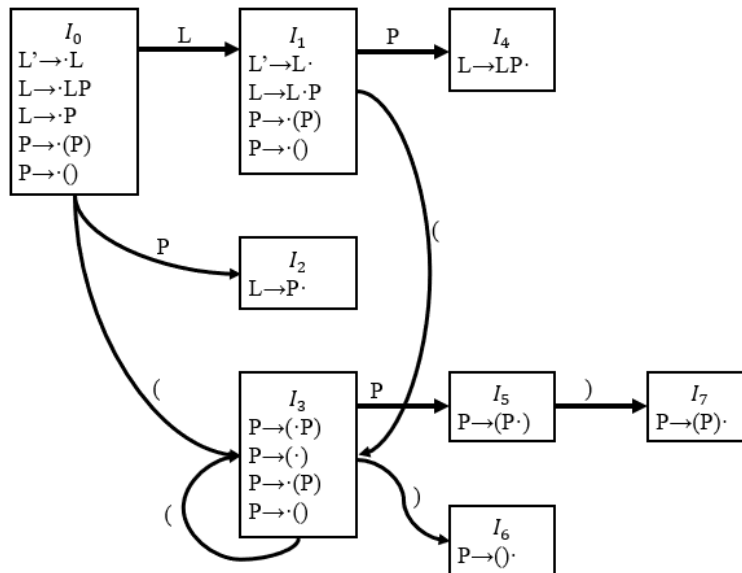 I₀
L'→·L
L→·LP
L→·P
P→·(P)
P→·()
L
I₁
L'→L·
L→L·P
P→·(P)
P→·()
P
I₄
L→LP·
(
P
I₂
L→P·
(
I₃
P→(·P)
P→(·)
P→·(P)
P→·()
P
I₅
P→(P·)
)
I₇
P→(P)·
(
)
I₆
P→()·